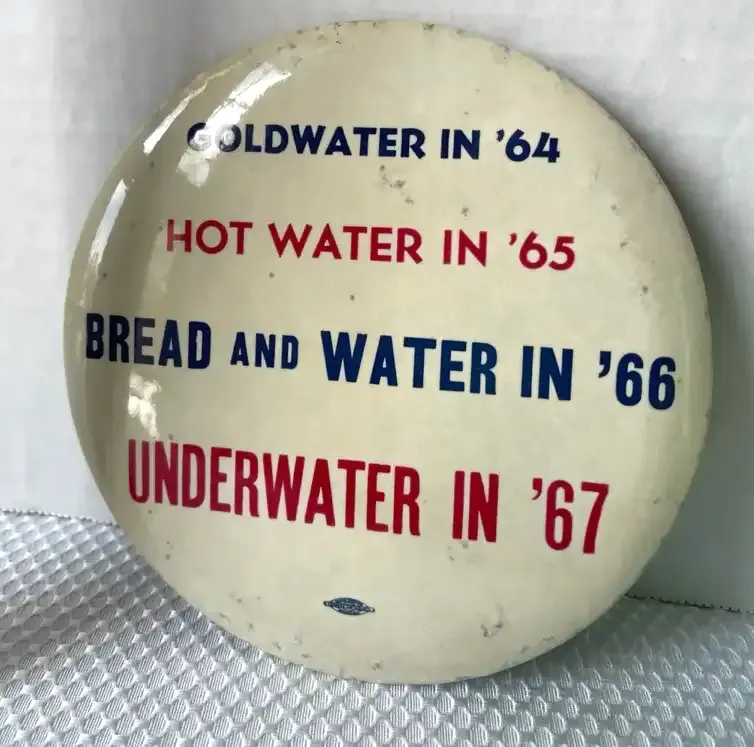 GOLDWATER IN '64
HOT WATER IN '65
BREAD AND WATER IN '66
UNDERWATER IN '67